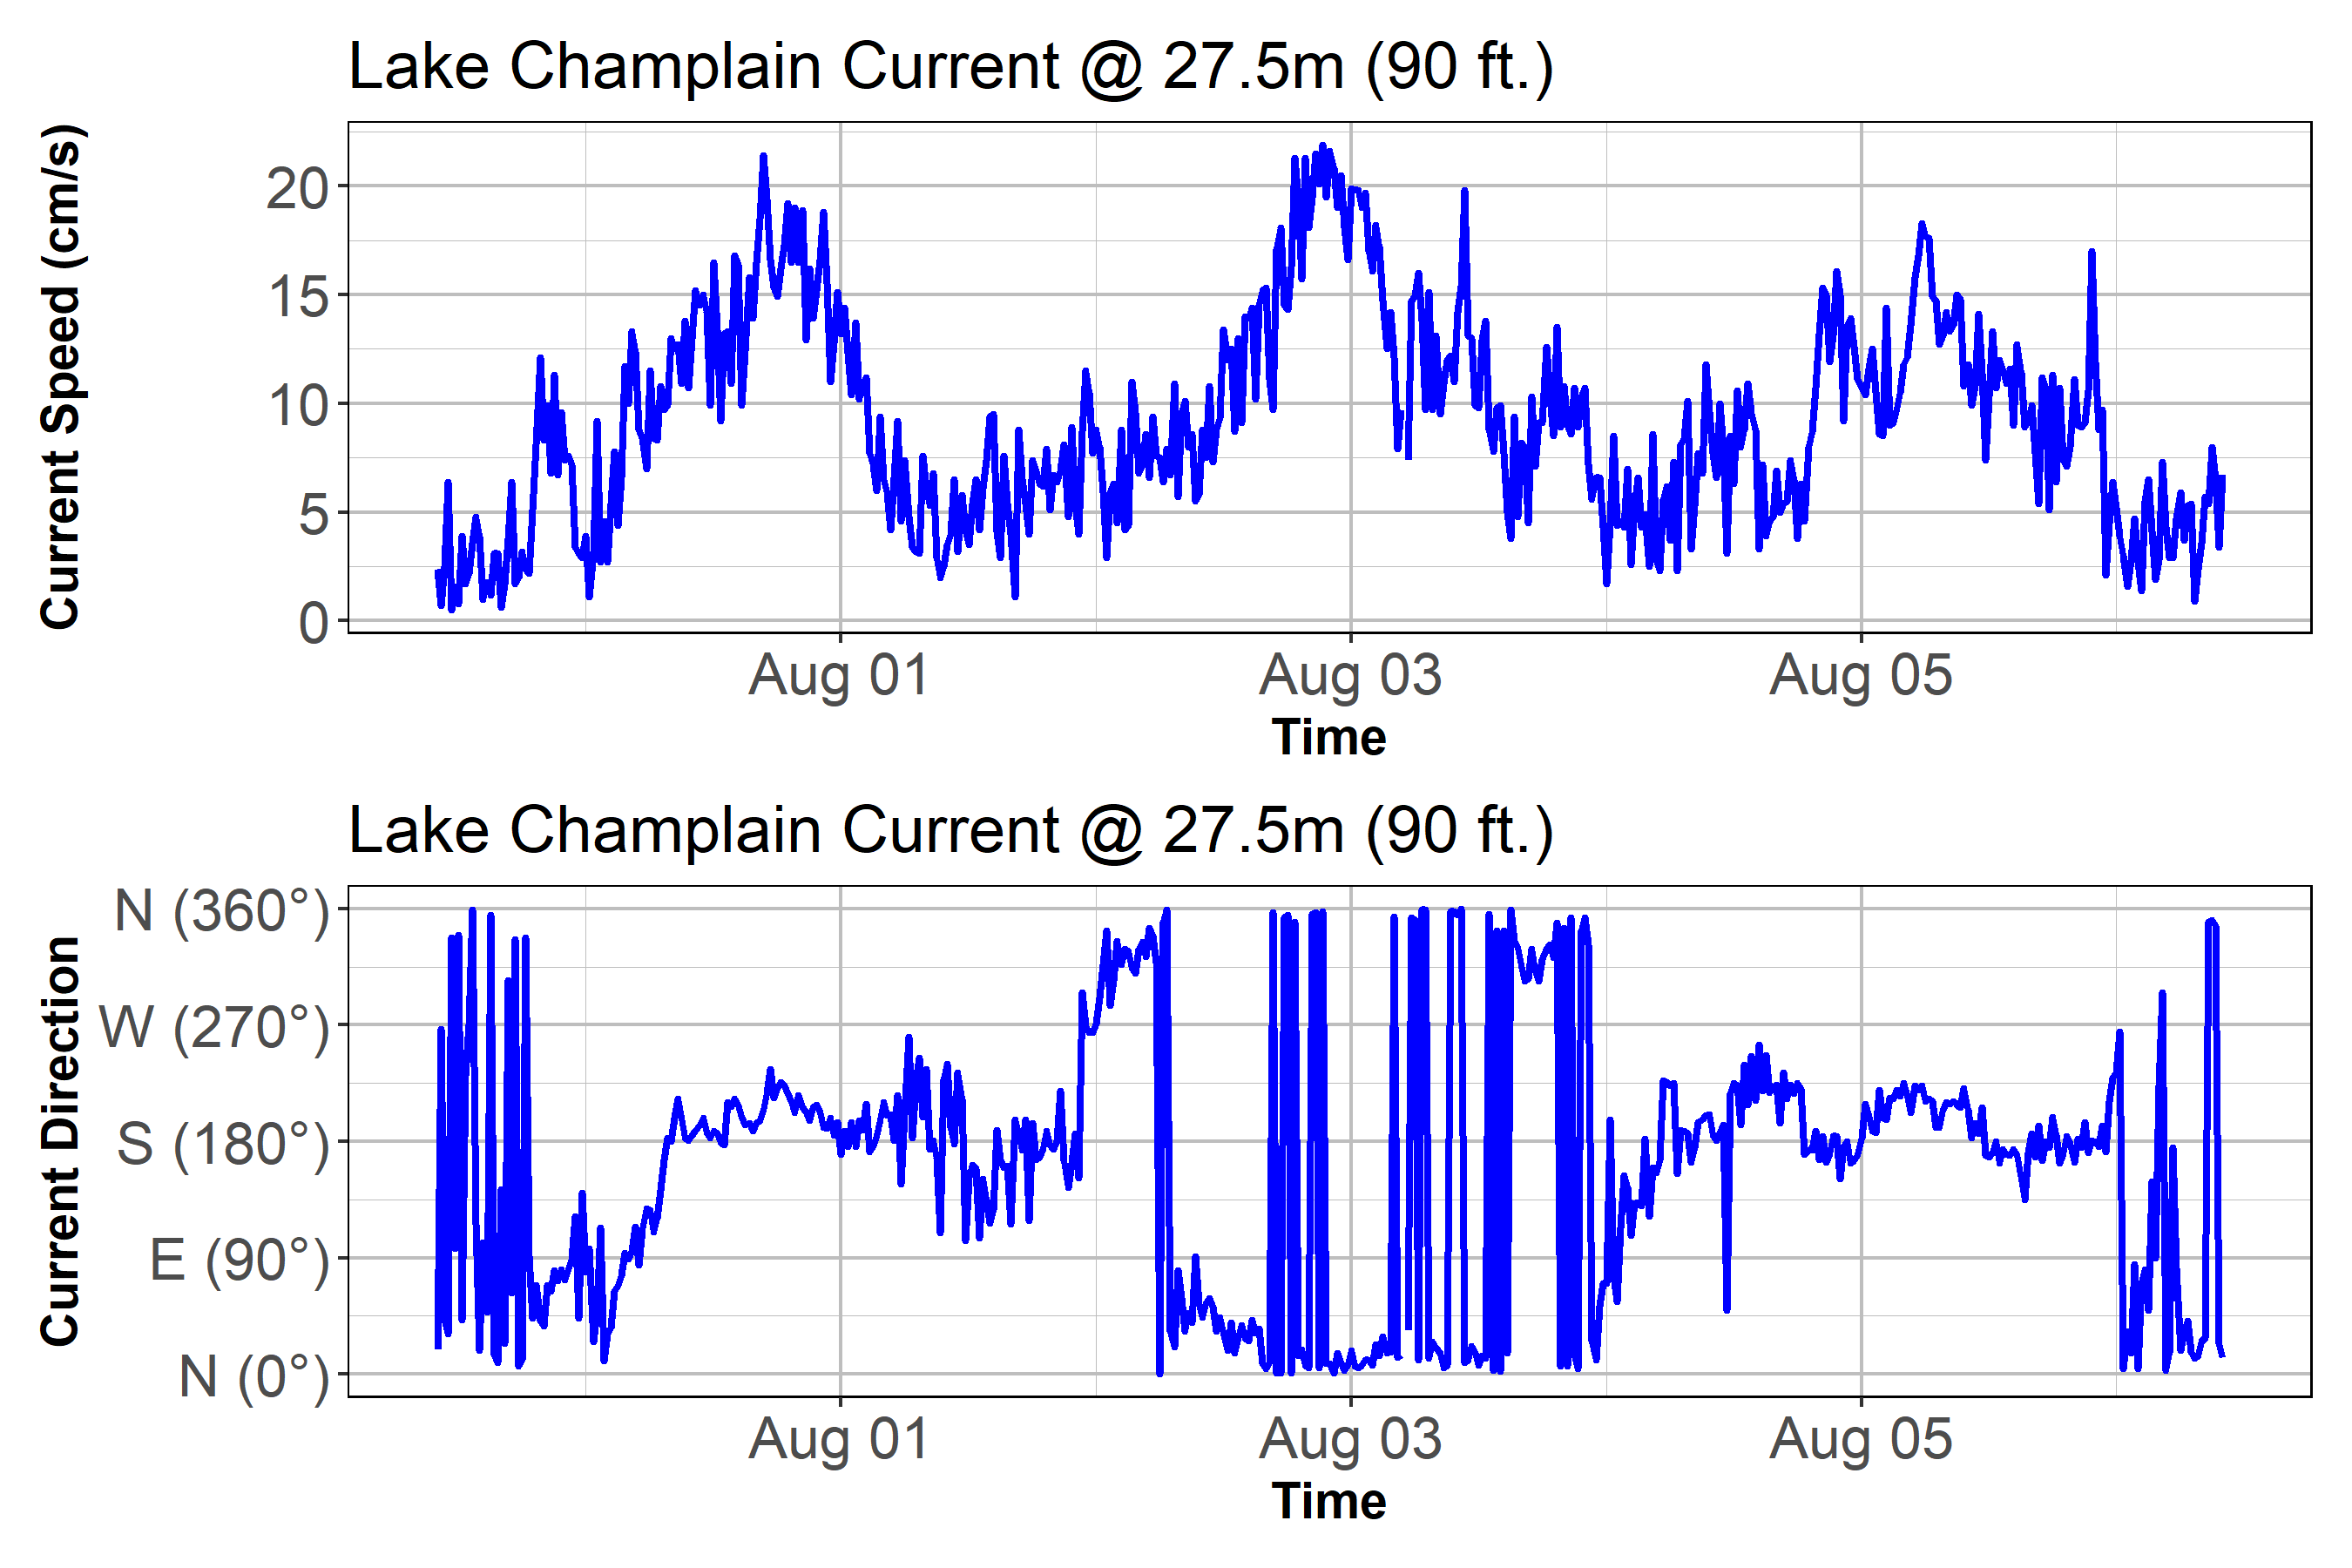 Lake Champlain Current @ 27.5m (90 ft.)
Current Speed (cm/s)
20
15
10
5
0
Aug 01 Aug 03 Aug 05
Time
Lake Champlain Current @ 27.5m (90 ft.)
Current Direction
N (360°)
W (270°)
S (180°)
E (90°)
N (0°)
Aug 01 Aug 03 Aug 05
Time